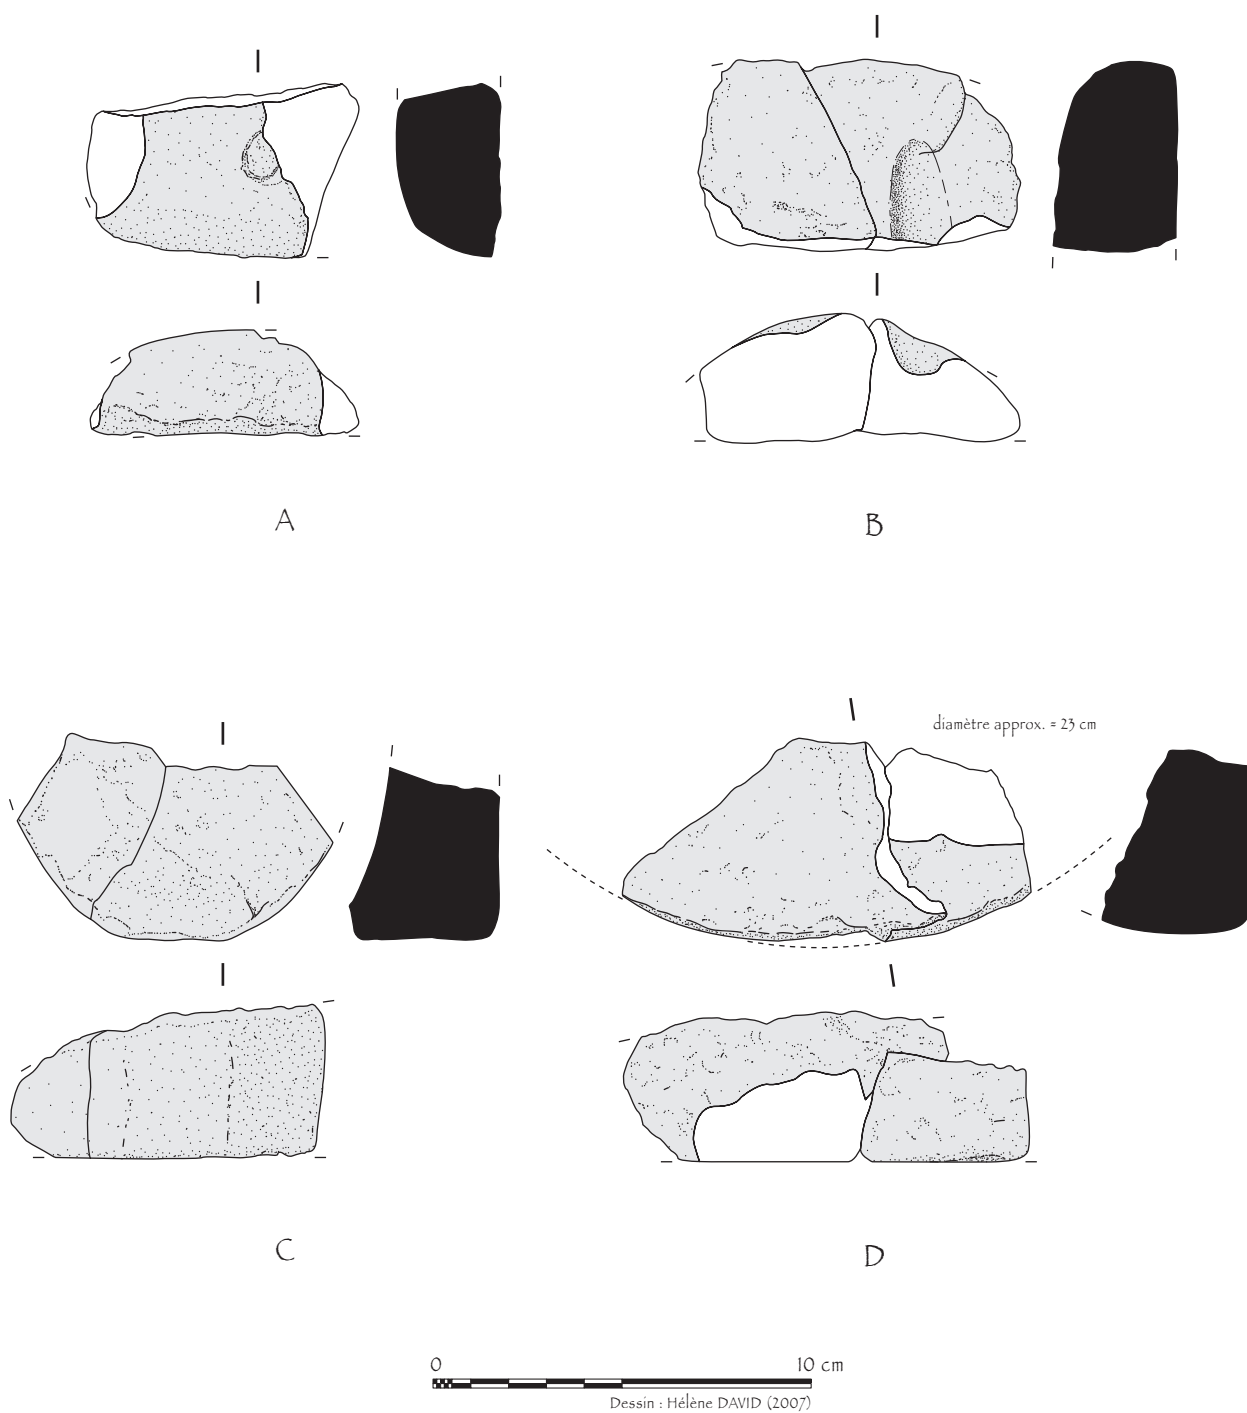 A
B
diamètre approx. = 23 cm
C
D
0 10 cm
Dessin : Hélène DAVID (2007)